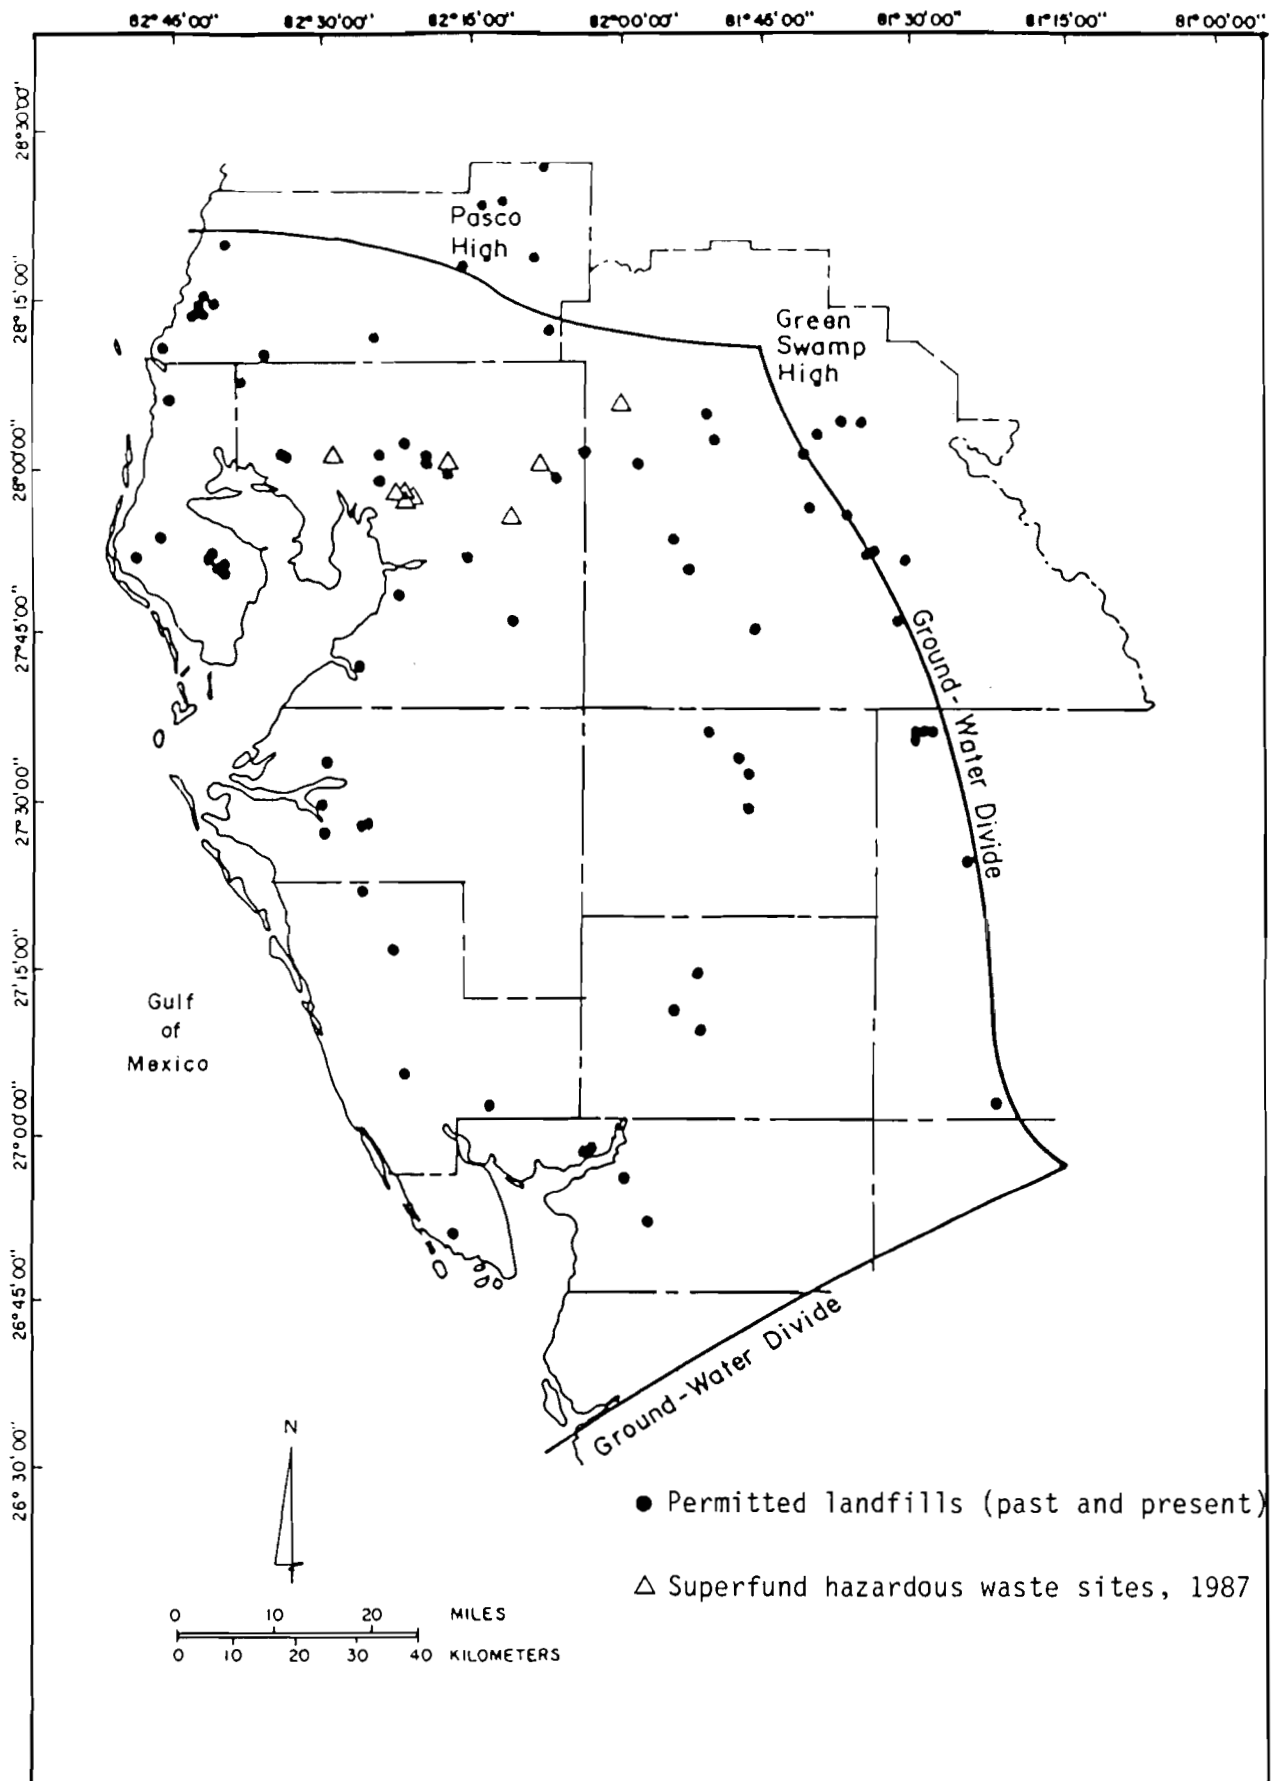 82°45'00" 82°30'00" 82°15'00" 82°00'00" 81°45'00" 81°30'00" 81°15'00" 81°00'00"
28°30'00"
28°15'00"
28°00'00"
27°45'00"
27°30'00"
27°15'00"
27°00'00"
26°45'00"
26°30'00"
Pasco
High
Green
Swamp
High
Ground-Water Divide
Gulf
of
Mexico
Ground-Water Divide
N
● Permitted landfills (past and present)
△ Superfund hazardous waste sites, 1987
0 10 20 MILES
0 10 20 30 40 KILOMETERS